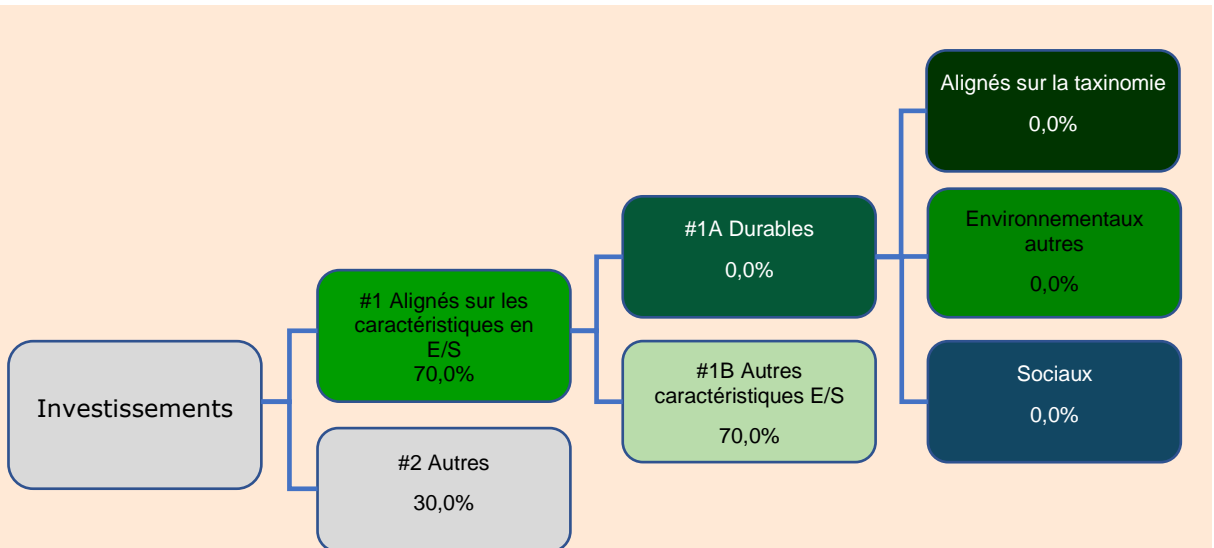 Investissements
#1 Alignés sur les
caractéristiques en
E/S
70,0%
#2 Autres
30,0%
#1A Durables
0,0%
#1B Autres
caractéristiques E/S
70,0%
Alignés sur la taxinomie
0,0%
Environnementaux
autres
0,0%
Sociaux
0,0%